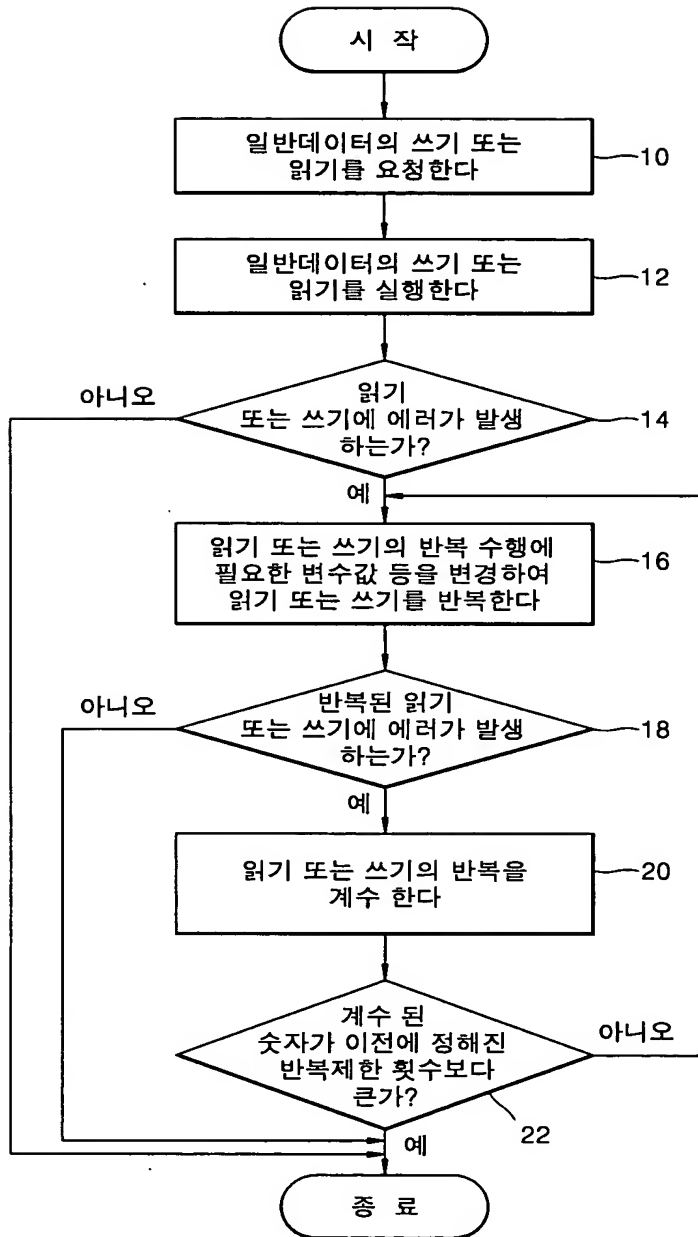 시 작
일반데이터의 쓰기 또는
읽기를 요청한다
10
일반데이터의 쓰기 또는
읽기를 실행한다
12
아니오
읽기
또는 쓰기에 에러가 발생
하는가?
14
예
읽기 또는 쓰기의 반복 수행에
필요한 변수값 등을 변경하여
읽기 또는 쓰기를 반복한다
16
아니오
반복된 읽기
또는 쓰기에 에러가 발생
하는가?
18
예
읽기 또는 쓰기의 반복을
계수 한다
20
계수 된
숫자가 이전에 정해진
반복제한 횟수보다
큰가?
아니오
22
예
종 료